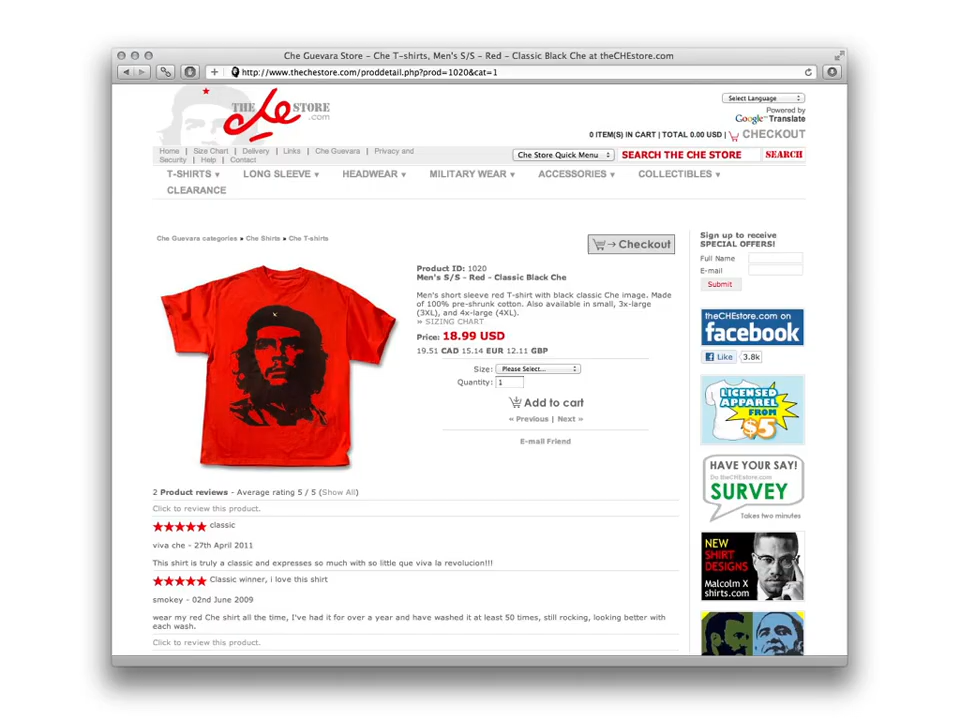 Che Guevara Store - Che T-shirts, Men's S/S - Red - Classic Black Che at theCHEstore.com
http://www.thechestore.com/proddetail.php?prod=1020&cat=1
THE che STORE
.com
Select Language
Powered by
Google™ Translate
0 ITEM(S) IN CART | TOTAL 0.00 USD | CHECKOUT
Home | Size Chart | Delivery | Links | Che Guevara | Privacy and
Security | Help | Contact
Che Store Quick Menu
SEARCH THE CHE STORE
SEARCH
T-SHIRTS ▾ LONG SLEEVE ▾ HEADWEAR ▾ MILITARY WEAR ▾ ACCESSORIES ▾ COLLECTIBLES ▾
CLEARANCE
Che Guevara categories » Che Shirts » Che T-shirts
Checkout
Product ID: 1020
Men's S/S - Red - Classic Black Che
Men's short sleeve red T-shirt with black classic Che image. Made
of 100% pre-shrunk cotton. Also available in small, 3x-large
(3XL), and 4x-large (4XL).
» SIZING CHART
Price: 18.99 USD
19.51 CAD 15.14 EUR 12.11 GBP
Size: Please Select...
Quantity: 1
Add to cart
« Previous | Next »
E-mail Friend
2 Product reviews - Average rating 5 / 5 (Show All)
Click to review this product.
★★★★★ classic
viva che - 27th April 2011
This shirt is truly a classic and expresses so much with so little que viva la revolucion!!!
★★★★★ Classic winner, i love this shirt
smokey - 02nd June 2009
wear my red Che shirt all the time, I've had it for over a year and have washed it at least 50 times, still rocking, looking better with
each wash.
Click to review this product.
Sign up to receive
SPECIAL OFFERS!
Full Name
E-mail
Submit
theCHEstore.com on
facebook
Like 3.8k
LICENSED
APPAREL
FROM
$5
HAVE YOUR SAY!
Do theCHEstore.com
SURVEY
Takes two minutes
NEW
SHIRT
DESIGNS
Malcolm X
shirts.com